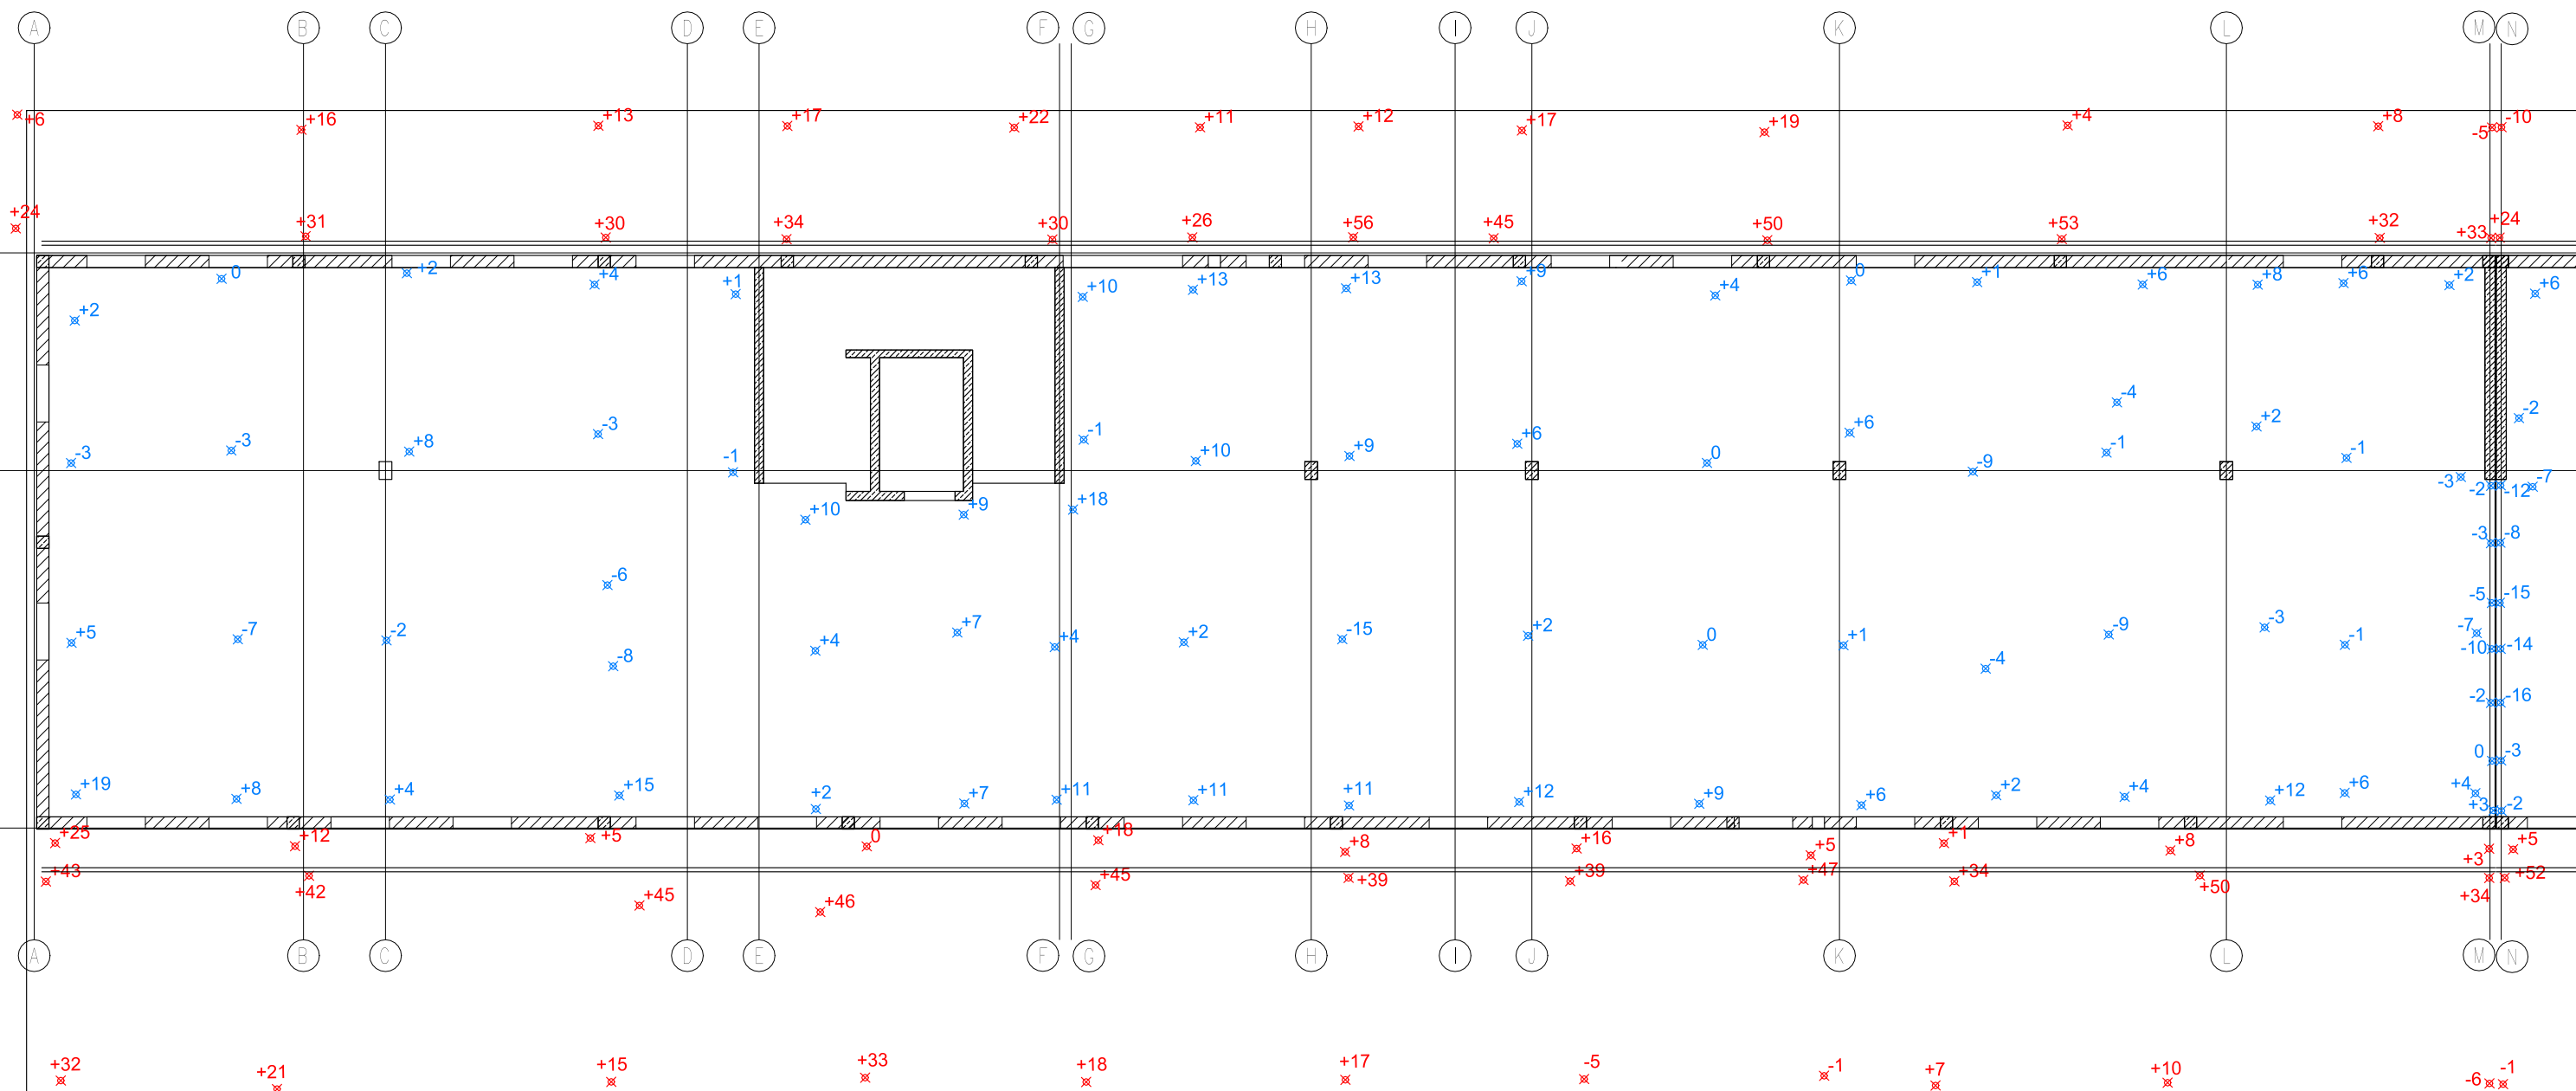 A B C D E F G H I J K L M N
+6 +16 +13 +17 +22 +11 +12 +17 +19 +4 +8 -5 -10
+24 +31 +30 +34 +30 +26 +56 +45 +50 +53 +32 +33 +24
+2 0 +2 +4 +1 +10 +13 +13 +9 +4 0 +1 +6 +8 +6 +2 +6
-4 -2
-3 -3 +8 -3 -1 -1 +10 +9 +6 0 +6 -9 -1 +2 -1
-3 -2 -12 -7
+10 +9 +18
-3 -8
-6
-5 -15
+5 -7 -2 +4 +7 +4 +2 -15 +2 0 +1 -9 -3 -1 -7
-10 -14
-8 -4
-2 -16
0 -3
+19 +8 +4 +15 +2 +7 +11 +11 +11 +12 +9 +6 +2 +4 +12 +6 +4
+3 -2
+25 +12 +5 0 +18 +8 +16 +5 +1 +8 +3 +5
+43 +42 +45 +46 +45 +39 +39 +47 +34 +50 +34 +52
A B C D E F G H I J K L M N
+32 +21 +15 +33 +18 +17 -5 -1 +7 +10 -6 -1